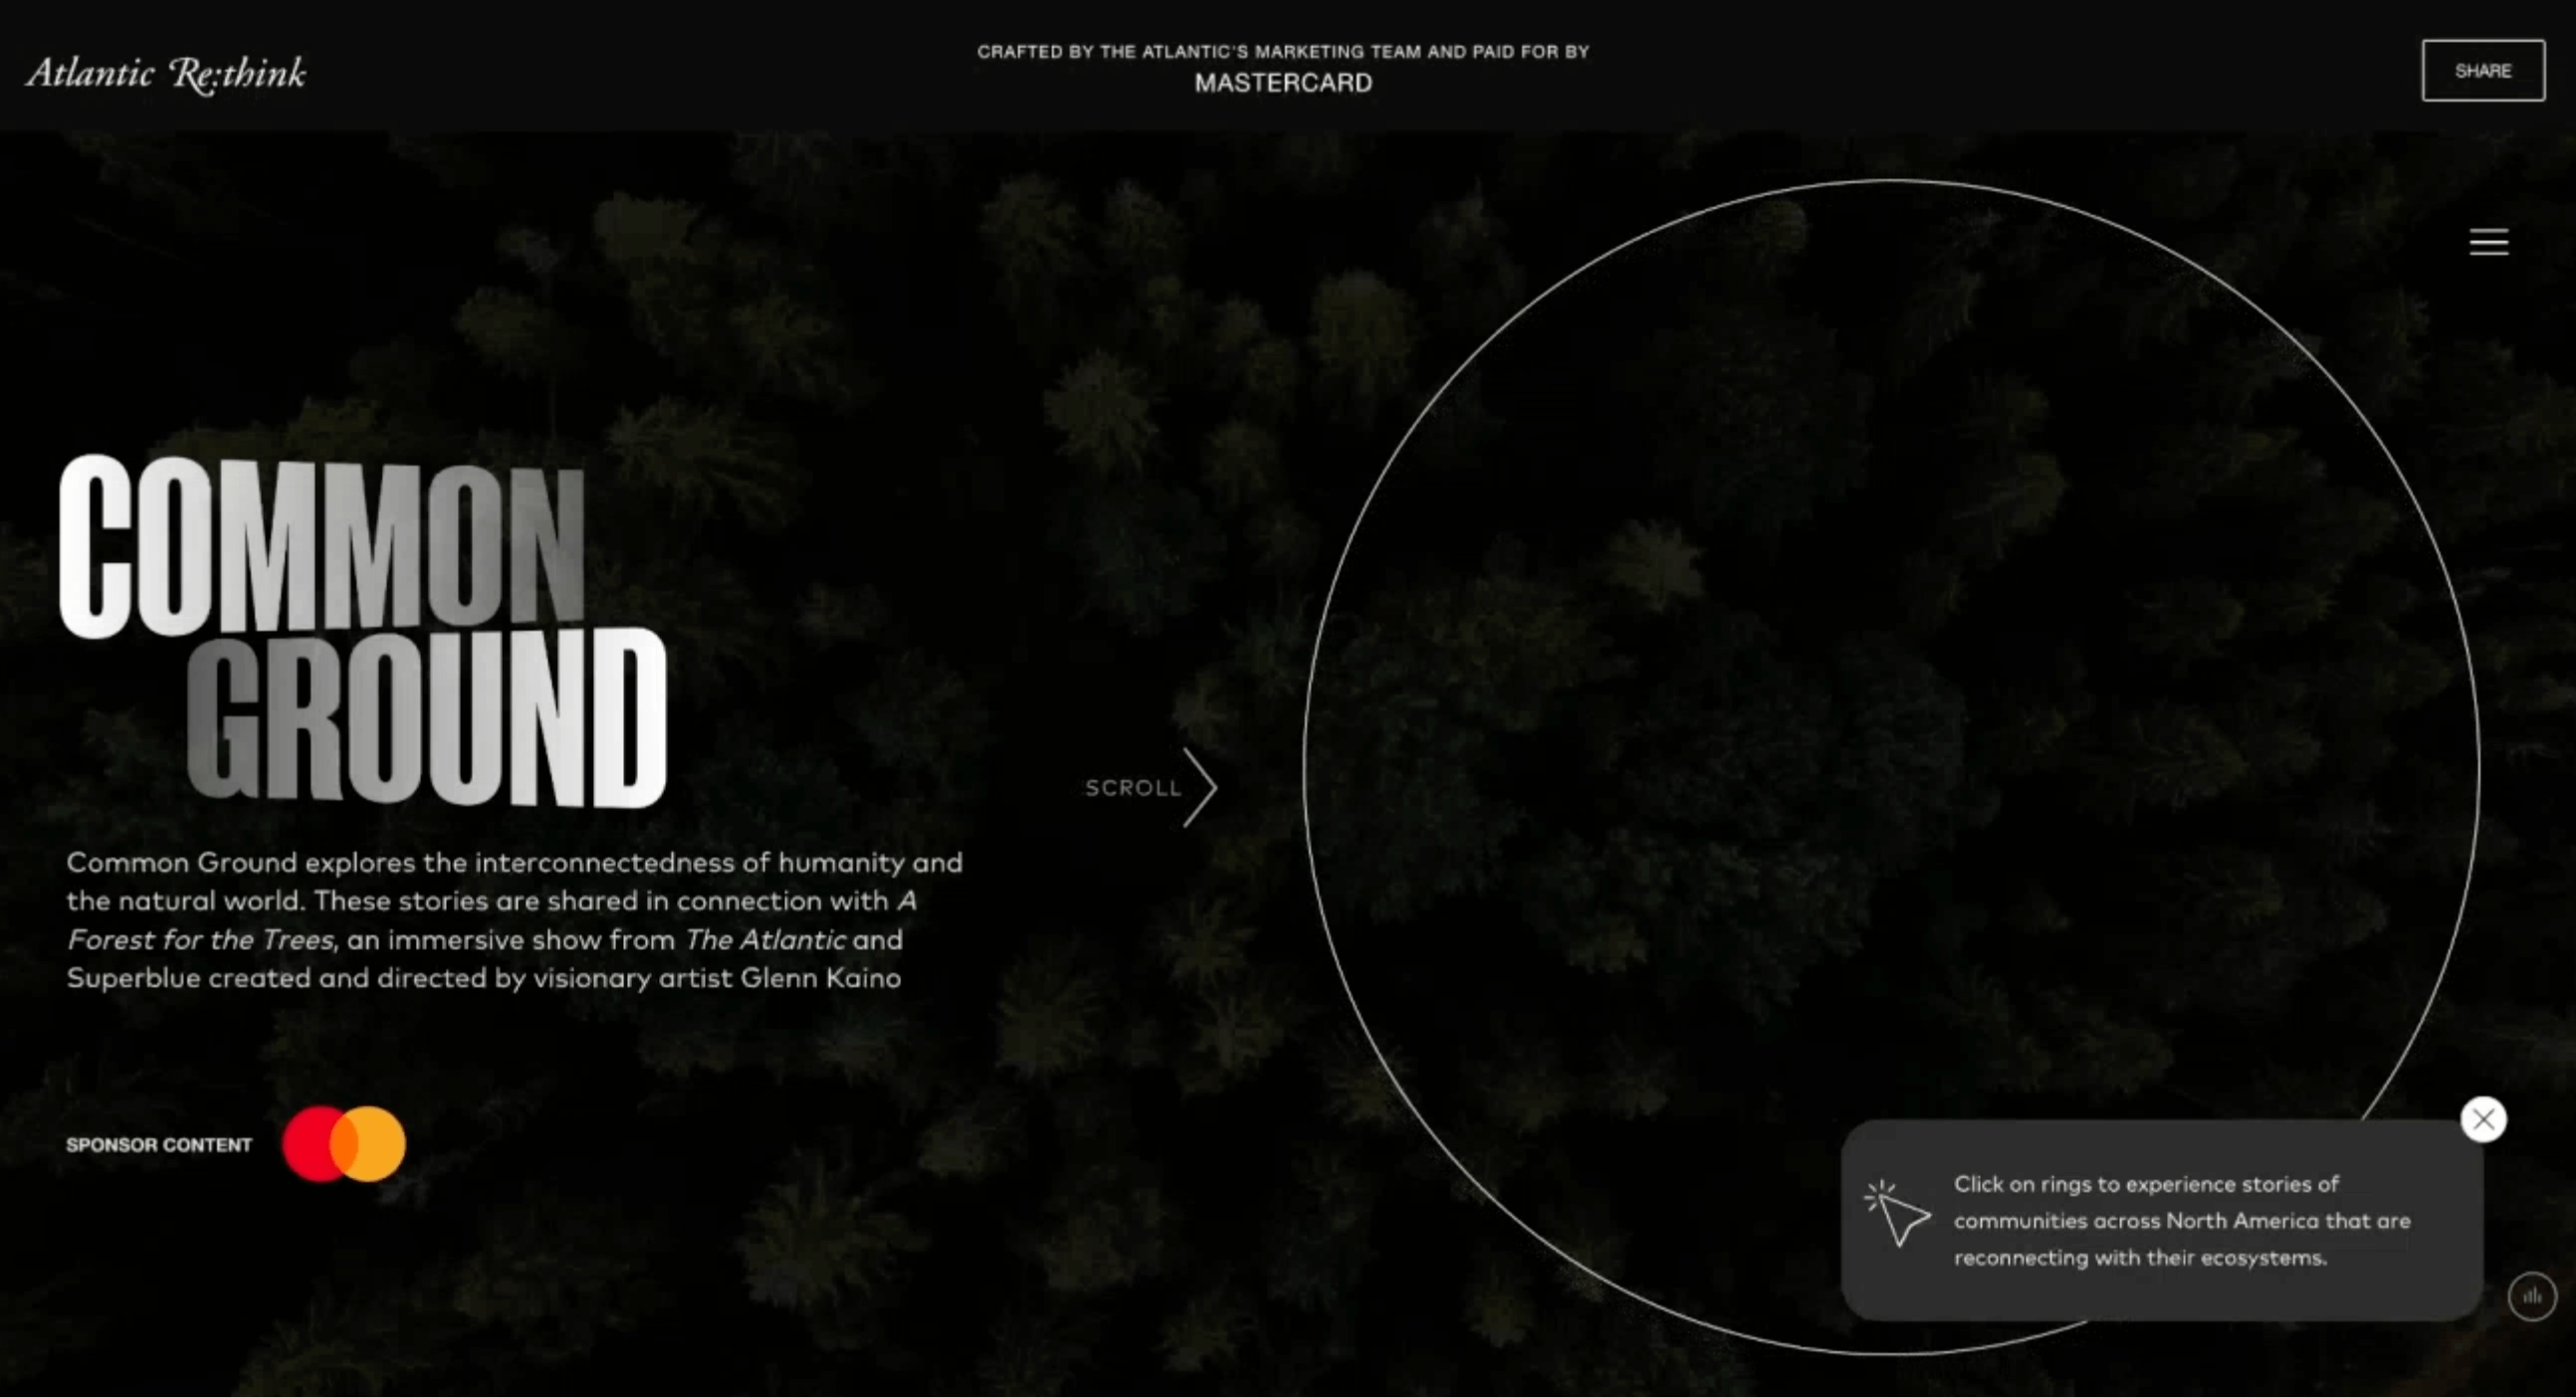 Atlantic Re:think
CRAFTED BY THE ATLANTIC'S MARKETING TEAM AND PAID FOR BY
MASTERCARD
SHARE
COMMON
GROUND
SCROLL
Common Ground explores the interconnectedness of humanity and
the natural world. These stories are shared in connection with A
Forest for the Trees, an immersive show from The Atlantic and
Superblue created and directed by visionary artist Glenn Kaino
SPONSOR CONTENT
Click on rings to experience stories of
communities across North America that are
reconnecting with their ecosystems.